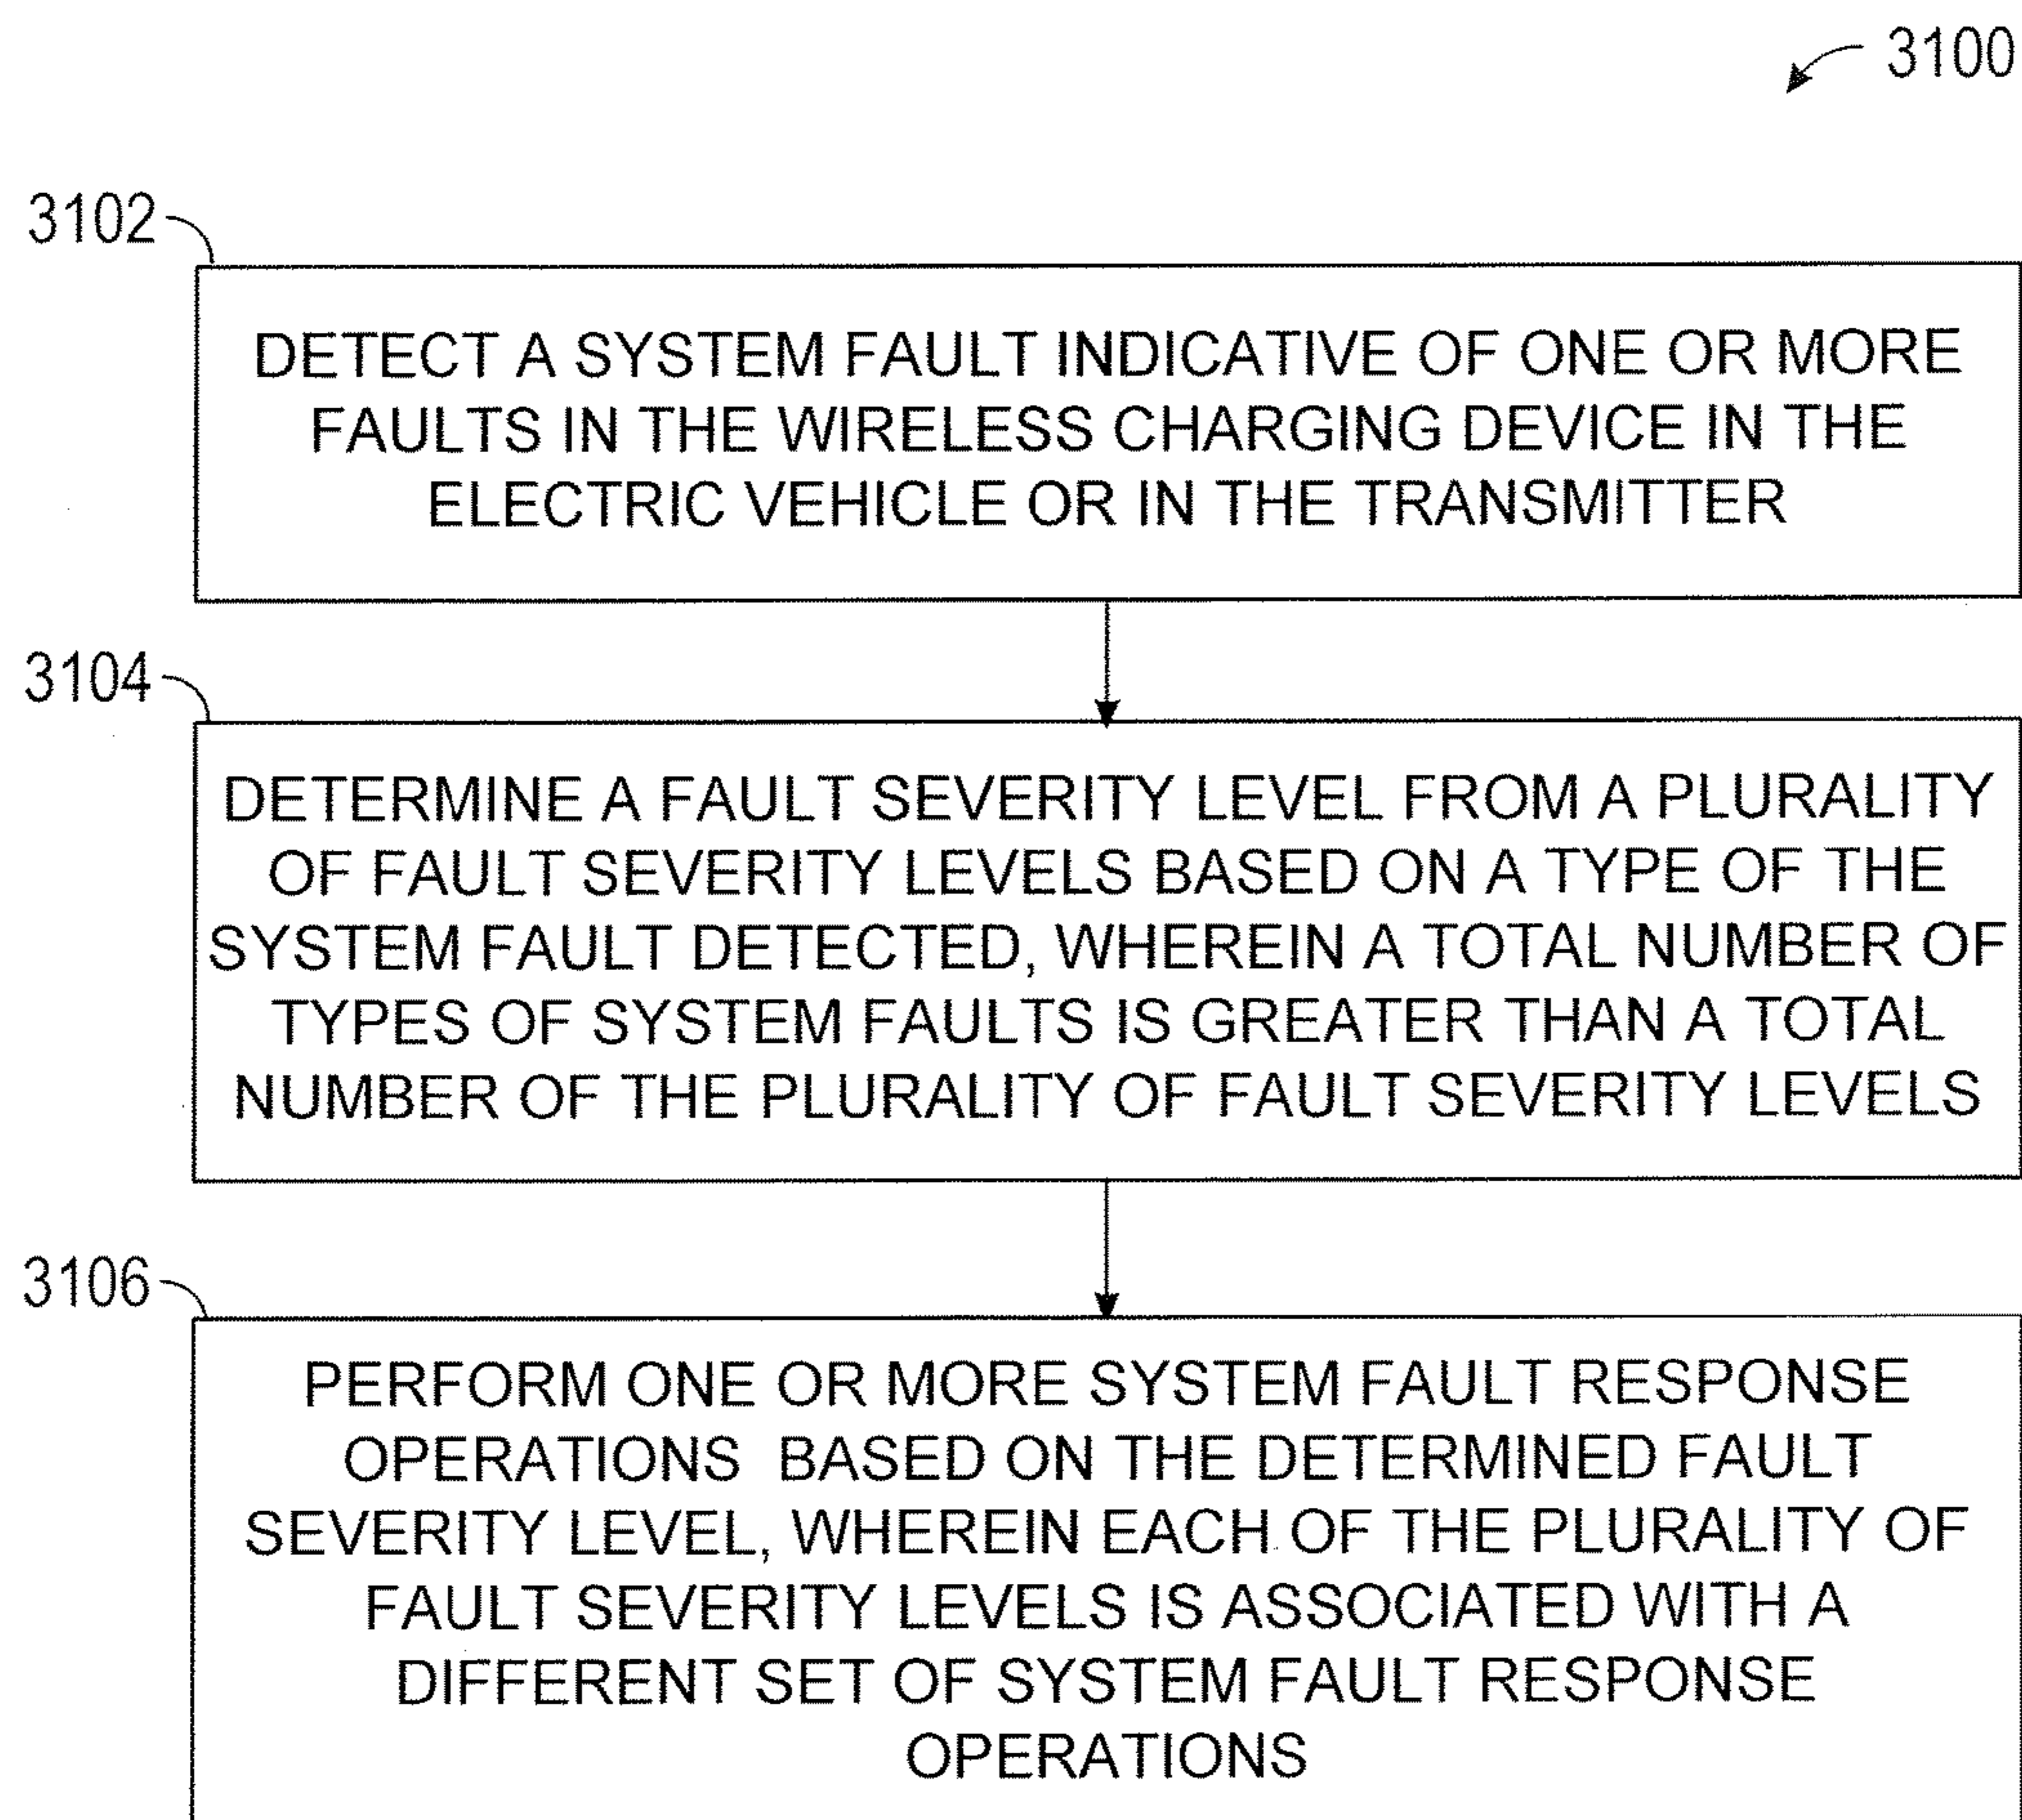 3100
3102
DETECT A SYSTEM FAULT INDICATIVE OF ONE OR MORE
FAULTS IN THE WIRELESS CHARGING DEVICE IN THE
ELECTRIC VEHICLE OR IN THE TRANSMITTER
3104
DETERMINE A FAULT SEVERITY LEVEL FROM A PLURALITY
OF FAULT SEVERITY LEVELS BASED ON A TYPE OF THE
SYSTEM FAULT DETECTED, WHEREIN A TOTAL NUMBER OF
TYPES OF SYSTEM FAULTS IS GREATER THAN A TOTAL
NUMBER OF THE PLURALITY OF FAULT SEVERITY LEVELS
3106
PERFORM ONE OR MORE SYSTEM FAULT RESPONSE
OPERATIONS BASED ON THE DETERMINED FAULT
SEVERITY LEVEL, WHEREIN EACH OF THE PLURALITY OF
FAULT SEVERITY LEVELS IS ASSOCIATED WITH A
DIFFERENT SET OF SYSTEM FAULT RESPONSE
OPERATIONS